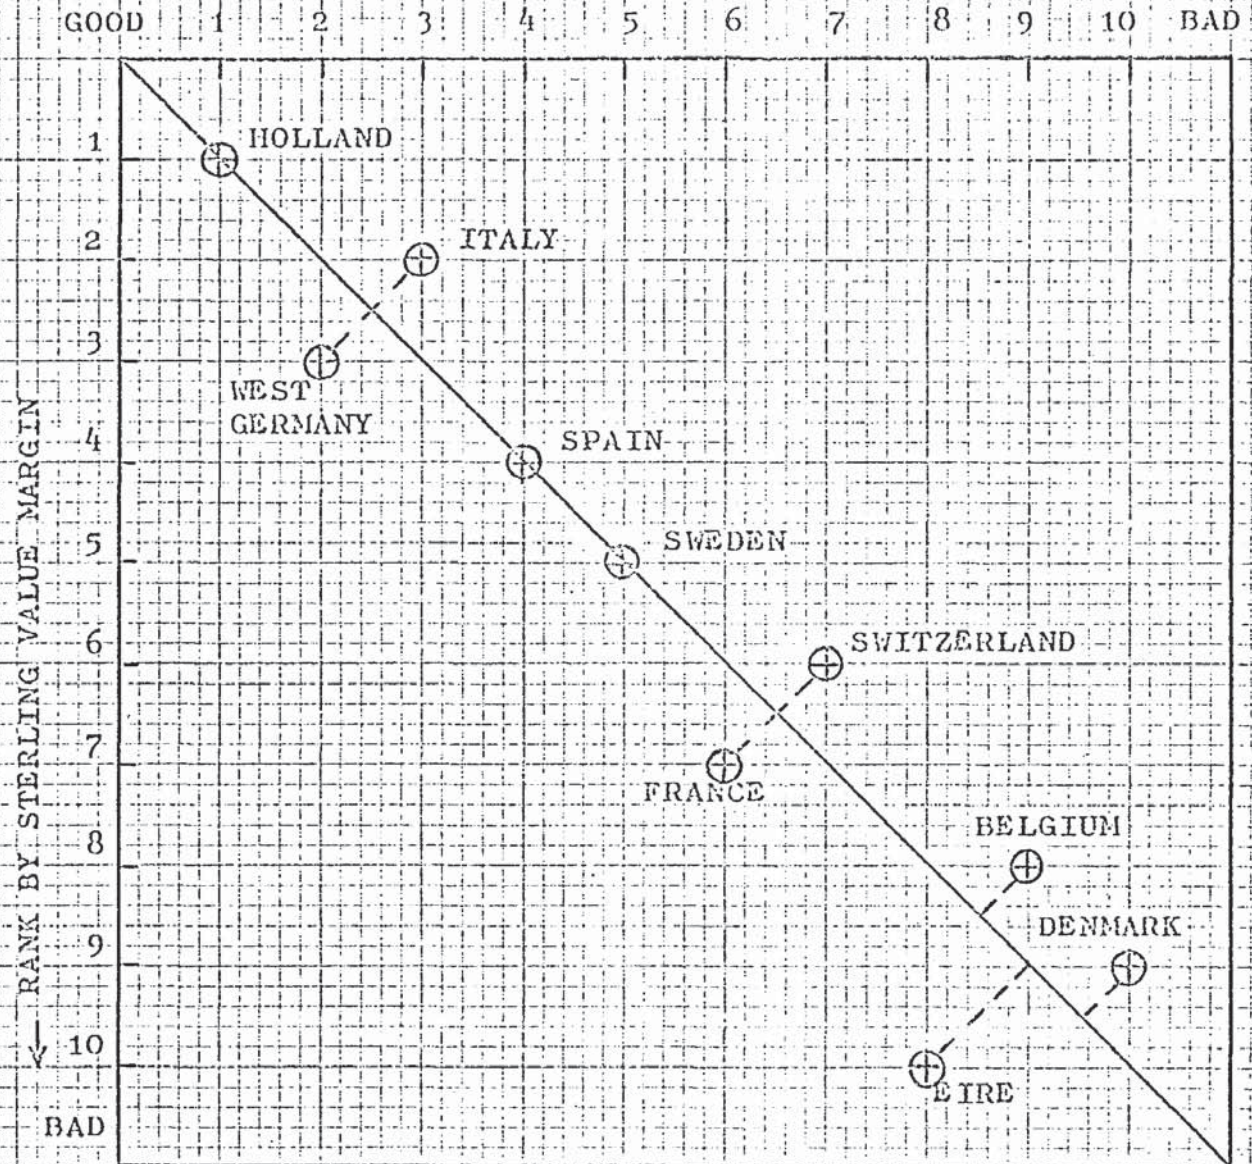 GOOD 1 2 3 4 5 6 7 8 9 10 BAD
1 HOLLAND
2 ITALY
3
WEST
GERMANY
4 SPAIN
5 SWEDEN
6 SWITZERLAND
7
FRANCE
BELGIUM
8
DENMARK
9
10
EIRE
BAD
RANK BY STERLING VALUE MARGIN